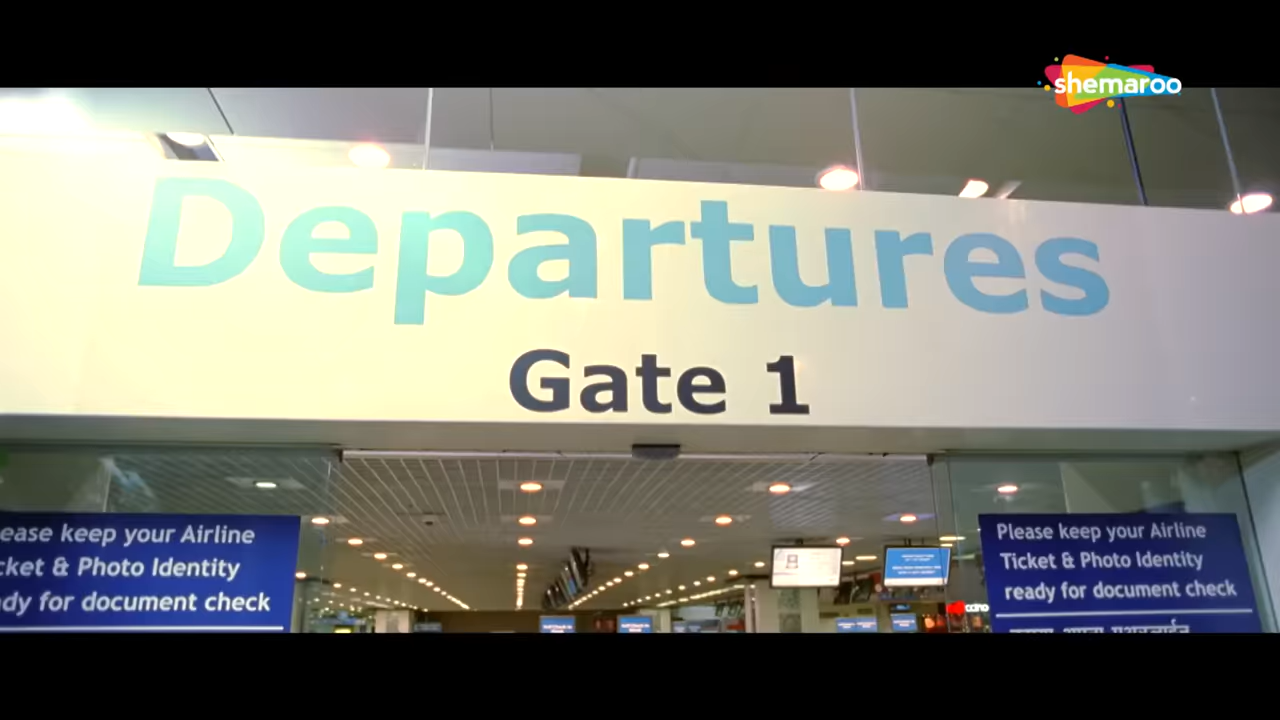 shemaroo
Departures
Gate 1
ease keep your Airline
cket & Photo Identity
dy for document check
Please keep your Airline
Ticket & Photo Identity
ready for document check